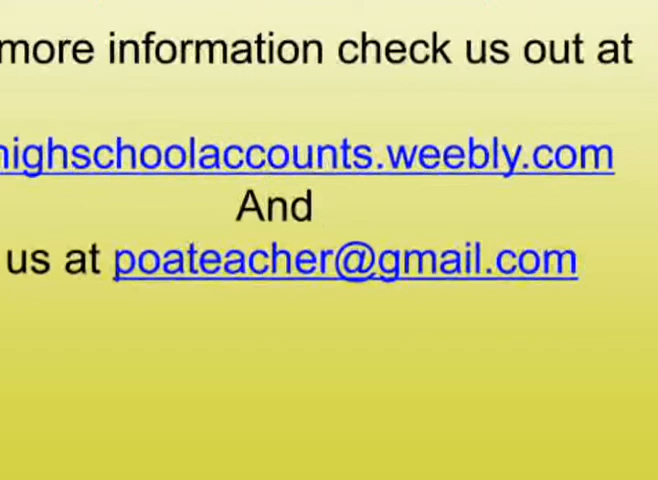 more information check us out at
highschoolaccounts.weebly.com
And
us at poateacher@gmail.com